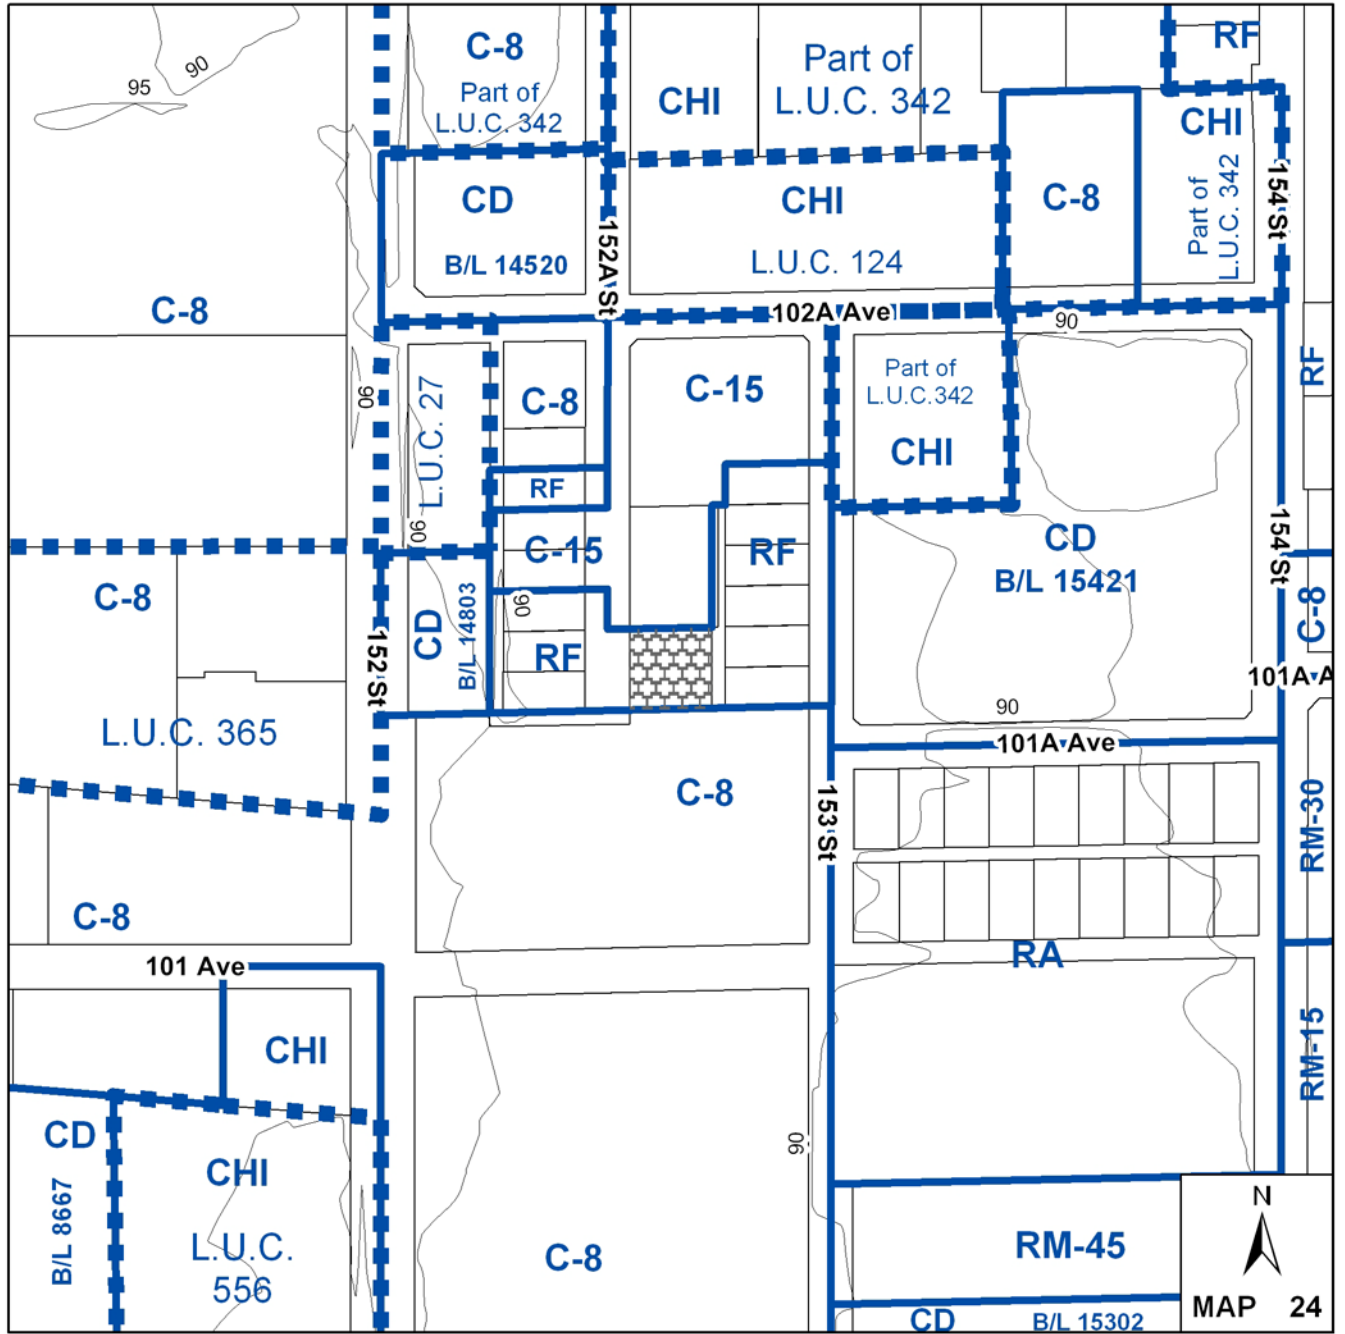 C-8
Part of
L.U.C. 342
CHI
Part of
L.U.C. 342
RF
CHI
Part of
L.U.C. 342
154 St
95
90
CD
B/L 14520
152A St
CHI
L.U.C. 124
C-8
C-8
102A Ave
90
90
L.U.C. 27
C-8
C-15
Part of
L.U.C.342
CHI
RF
RF
90
C-15
RF
CD
B/L 15421
154 St
C-8
C-8
CD
B/L 14803
90
RF
152 St
101A A
90
L.U.C. 365
101A Ave
C-8
153 St
RM-30
C-8
RA
101 Ave
CHI
RM-15
CD
B/L 8667
CHI
L.U.C.
556
90
C-8
RM-45
CD
B/L 15302
N
MAP 24